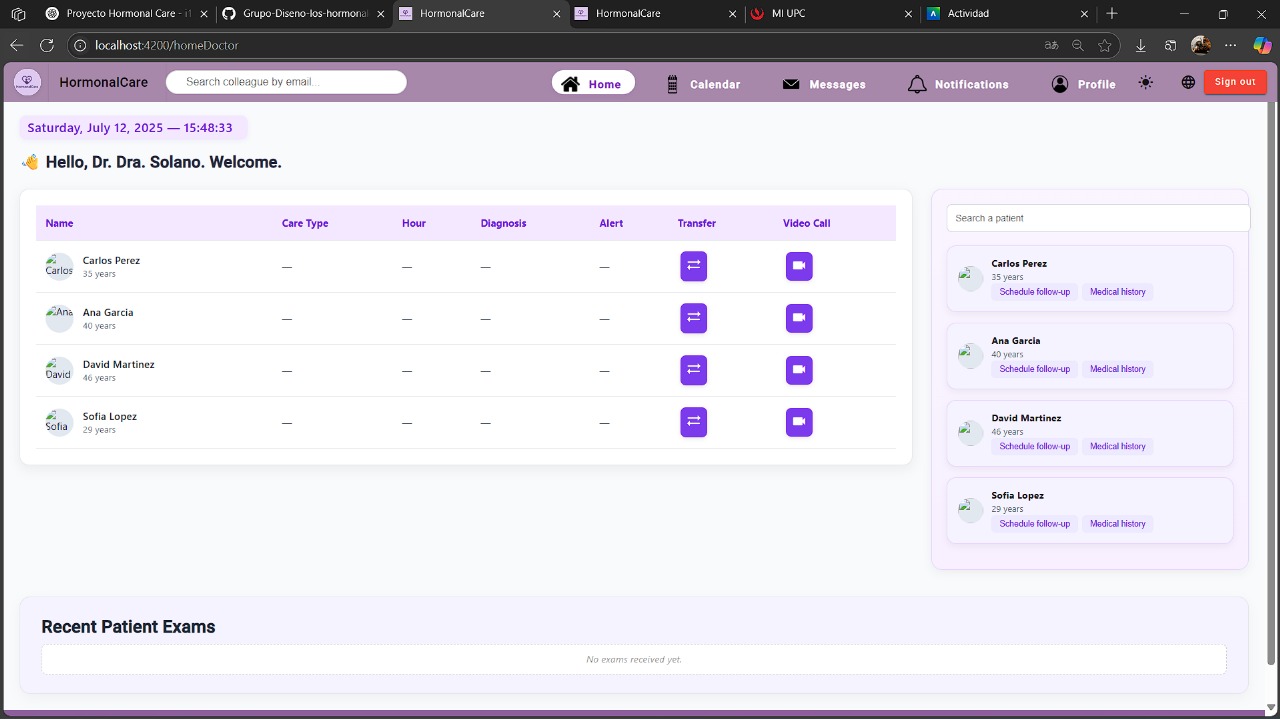 Proyecto Hormonal Care - it
Grupo-Diseno-los-hormonal
HormonalCare
HormonalCare
MI UPC
Actividad
localhost:4200/homeDoctor
HormonalCare
Search colleague by email...
Home
Calendar
Messages
Notifications
Profile
Sign out
Saturday, July 12, 2025 — 15:48:33
👋 Hello, Dr. Dra. Solano. Welcome.
Name Care Type Hour Diagnosis Alert Transfer Video Call
Carlos Carlos Perez
35 years
— — — —
Ana Ana Garcia
40 years
— — — —
David David Martinez
46 years
— — — —
Sofia Sofia Lopez
29 years
— — — —
Search a patient
Carlos Perez
35 years
Schedule follow-up Medical history
Ana Garcia
40 years
Schedule follow-up Medical history
David Martinez
46 years
Schedule follow-up Medical history
Sofia Lopez
29 years
Schedule follow-up Medical history
Recent Patient Exams
No exams received yet.